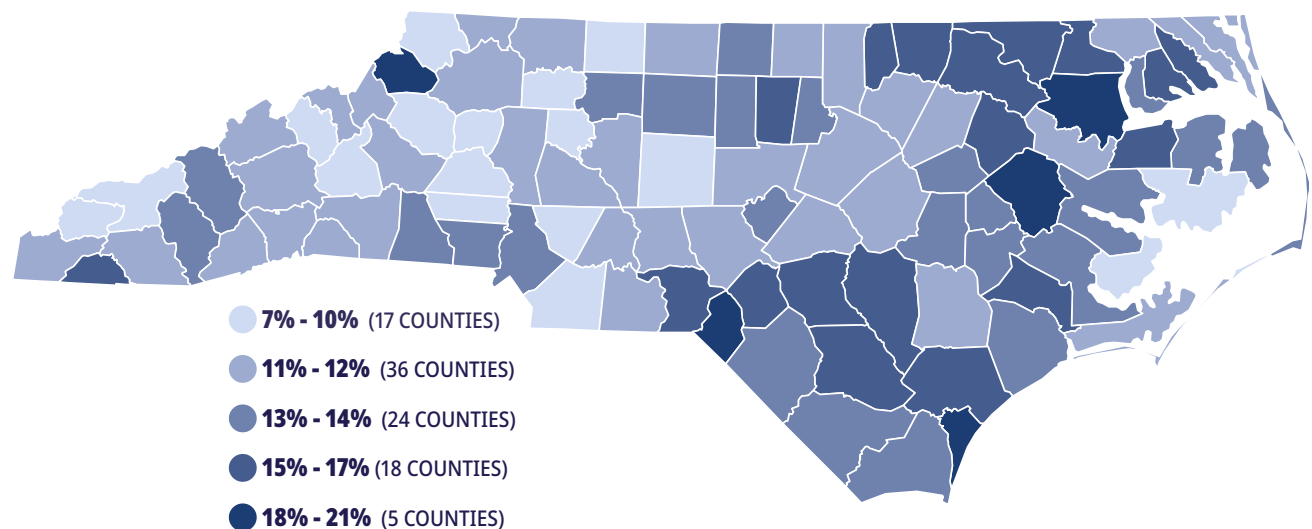 7% - 10% (17 COUNTIES)
11% - 12% (36 COUNTIES)
13% - 14% (24 COUNTIES)
15% - 17% (18 COUNTIES)
18% - 21% (5 COUNTIES)